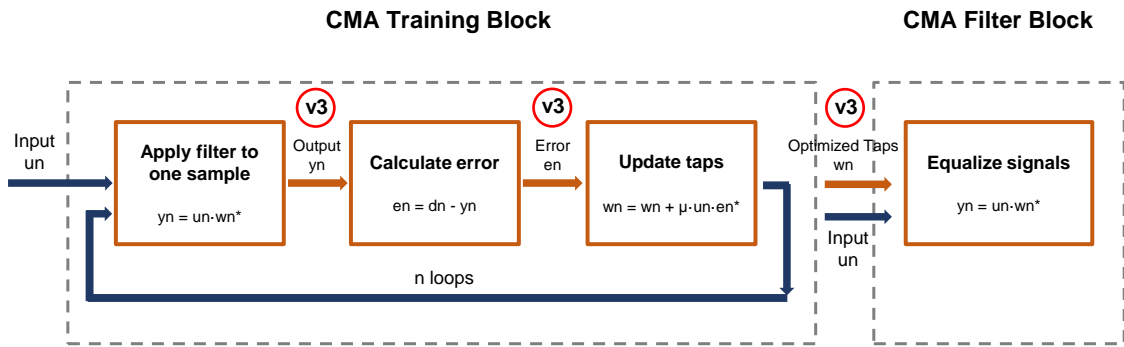 CMA Training Block
CMA Filter Block
Input
un
Apply filter to
one sample
yn = un·wn*
v3
Output
yn
Calculate error
en = dn - yn
v3
Error
en
Update taps
wn = wn + μ·un·en*
n loops
v3
Optimized Taps
wn
Input
un
Equalize signals
yn = un·wn*